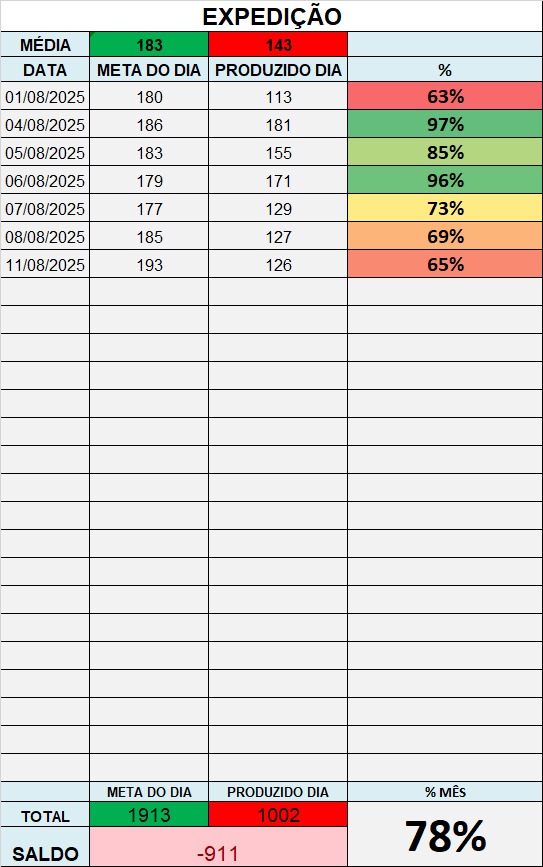 EXPEDIÇÃO
MÉDIA 183 143
DATA META DO DIA PRODUZIDO DIA %
01/08/2025 180 113 63%
04/08/2025 186 181 97%
05/08/2025 183 155 85%
06/08/2025 179 171 96%
07/08/2025 177 129 73%
08/08/2025 185 127 69%
11/08/2025 193 126 65%
META DO DIA PRODUZIDO DIA % MÊS
TOTAL 1913 1002 78%
SALDO -911